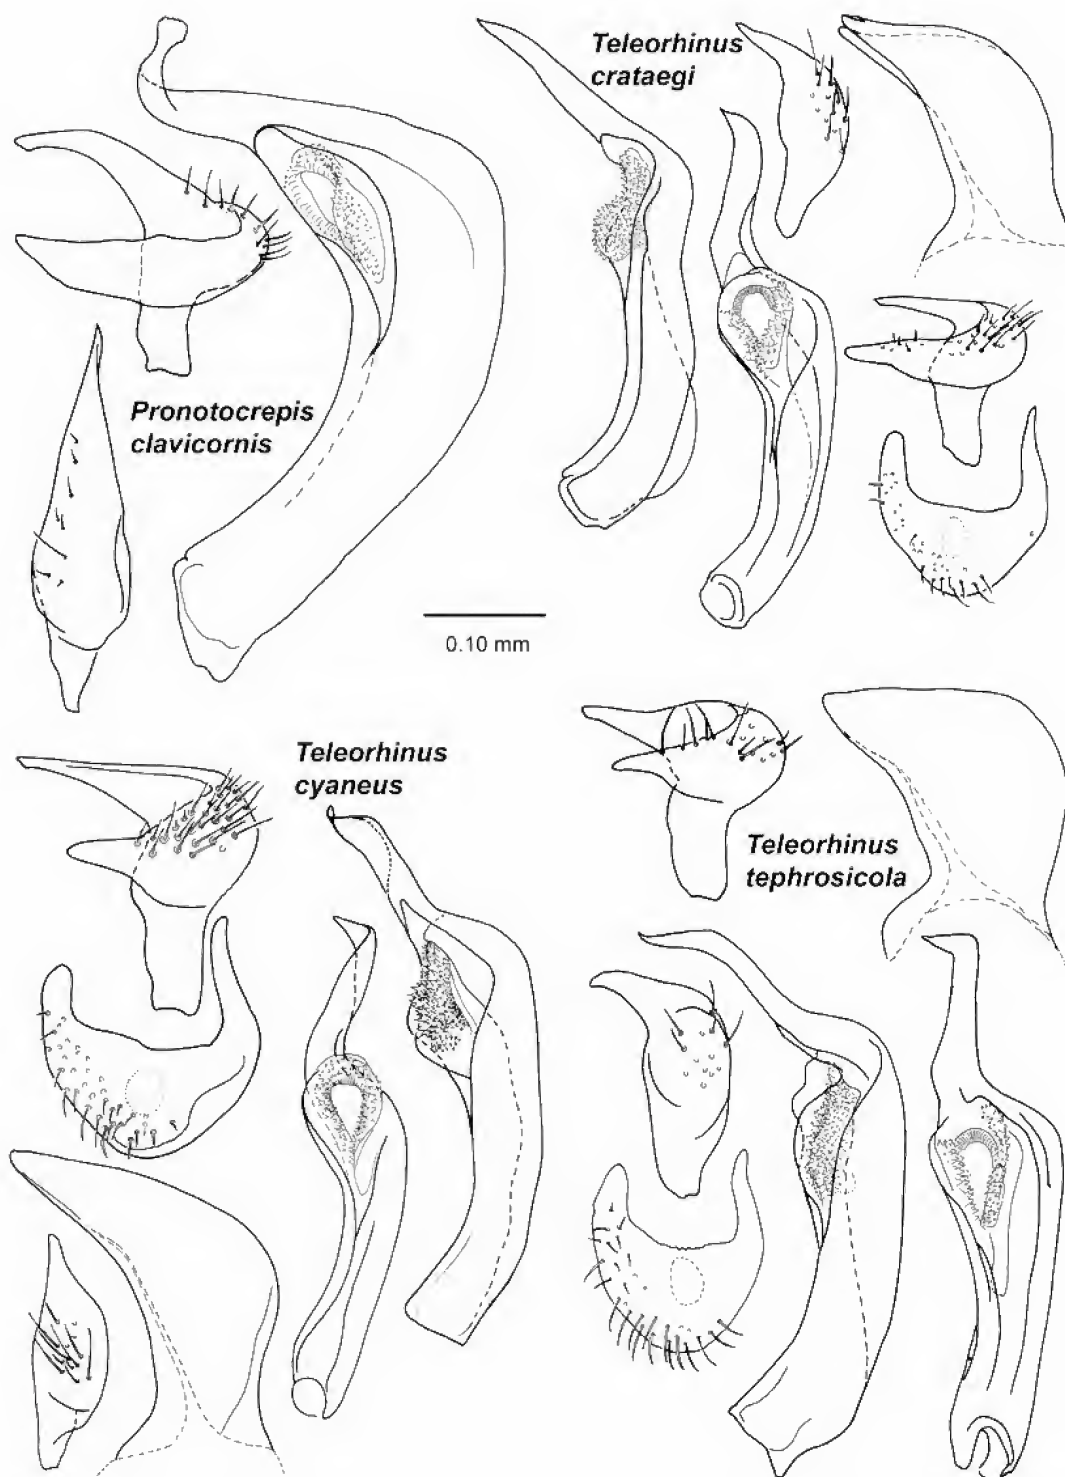 Teleorhinus
crataegi
Pronotocrepis
clavicornis
0.10 mm
Teleorhinus
cyaneus
Teleorhinus
tephrosicola